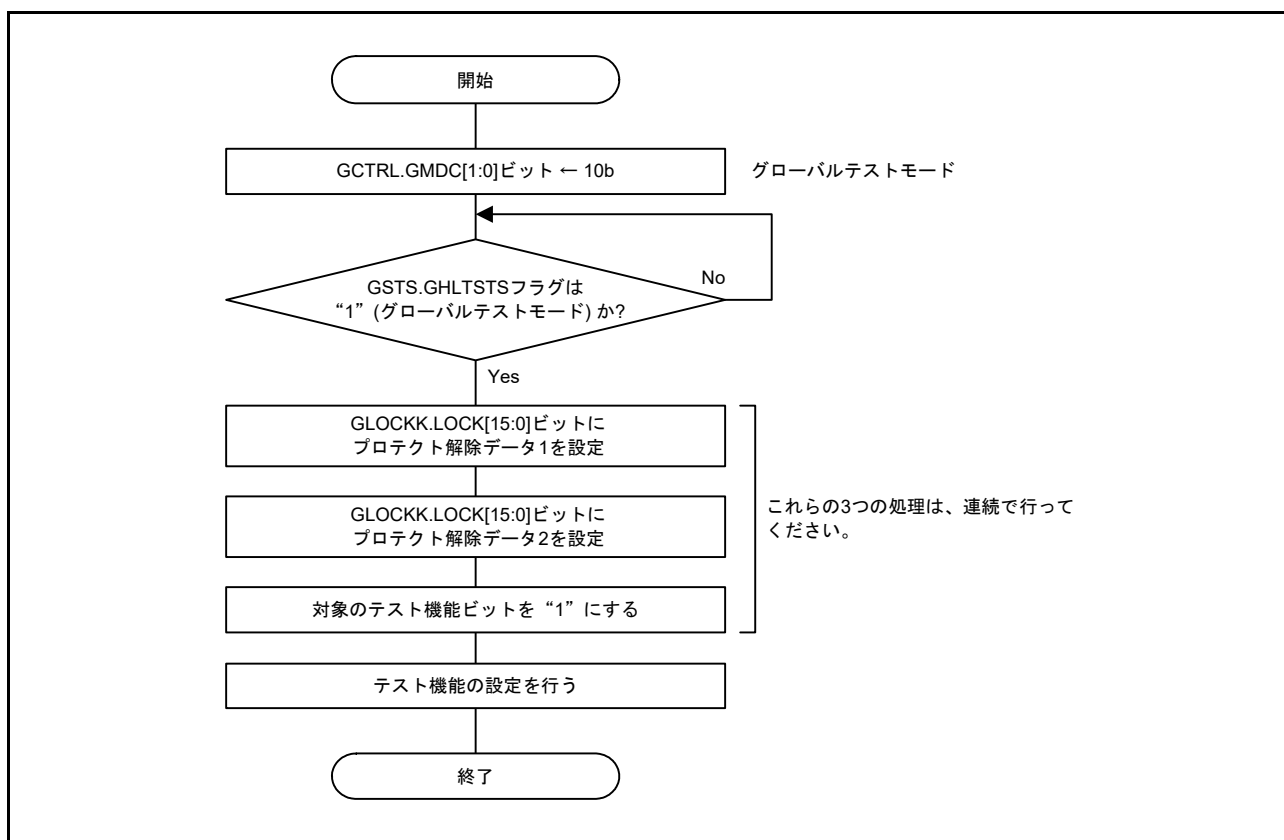 開始
GCTRL.GMDC[1:0]ビット ← 10b
グローバルテストモード
GSTS.GHLTSTSフラグは
“1” (グローバルテストモード) か?
No
Yes
GLOCKK.LOCK[15:0]ビットに
プロテクト解除データ1を設定
GLOCKK.LOCK[15:0]ビットに
プロテクト解除データ2を設定
対象のテスト機能ビットを“1”にする
これらの3つの処理は、連続で行って
ください。
テスト機能の設定を行う
終了